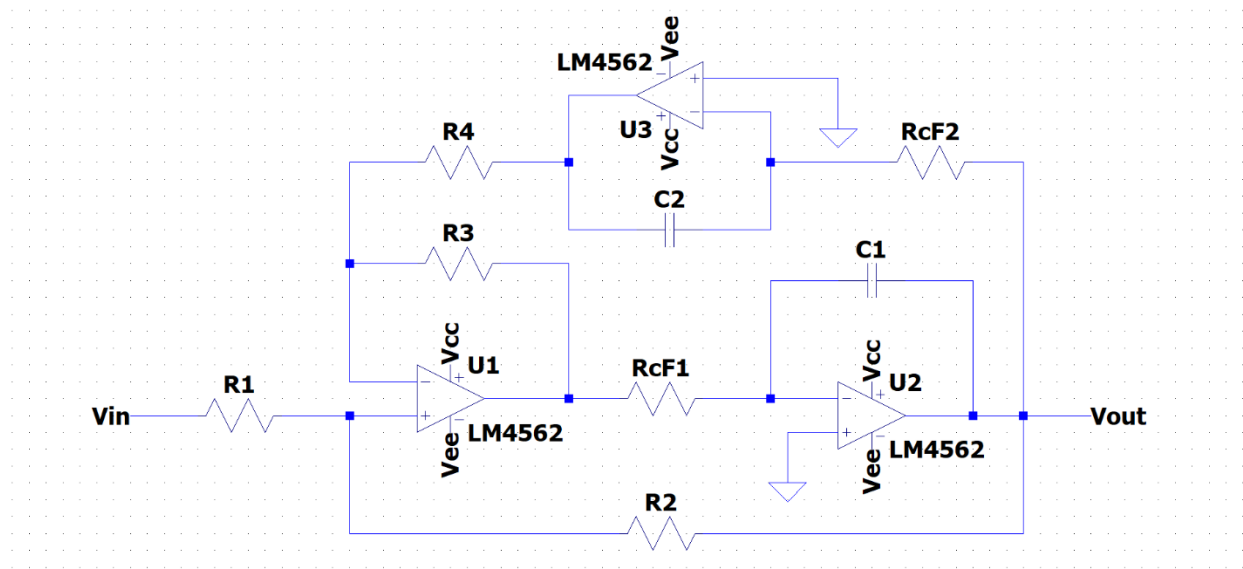 Vee
LM4562
U3
Vcc
R4
RcF2
C2
R3
C1
Vcc
U1
RcF1
Vcc
U2
R1
Vin
Vout
LM4562
Vee
LM4562
Vee
R2